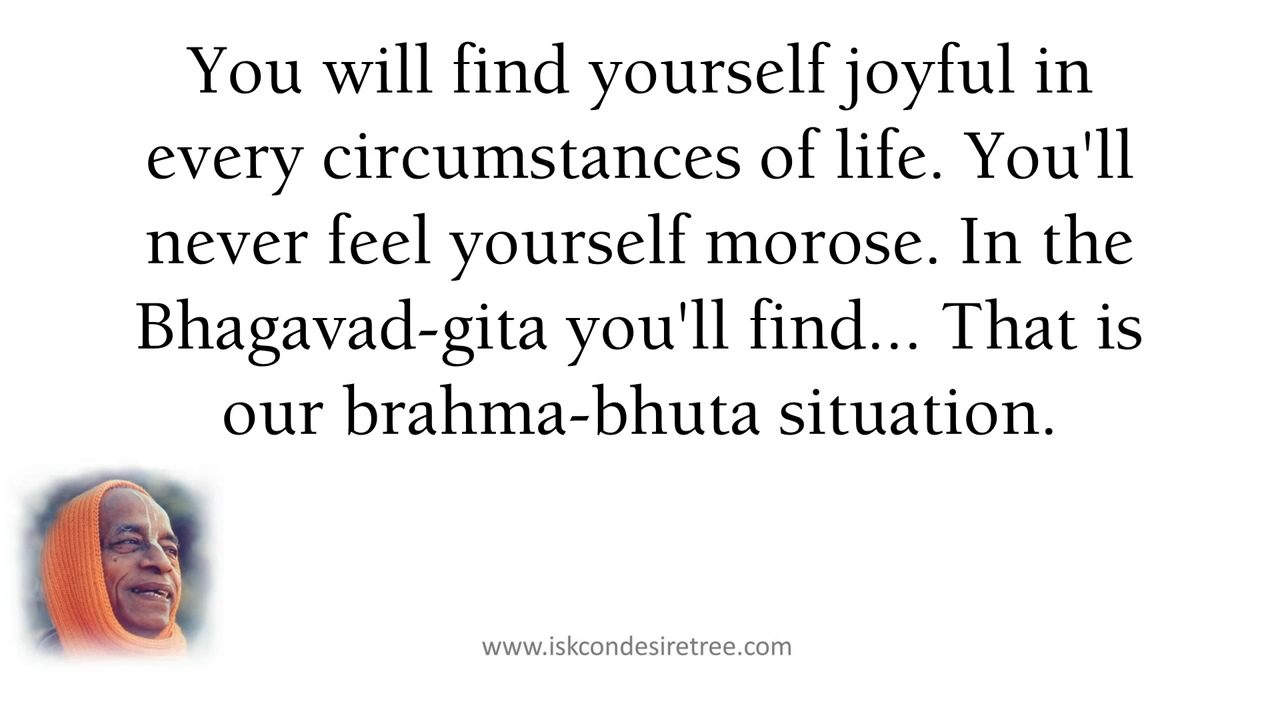 You will find yourself joyful in
every circumstances of life. You'll
never feel yourself morose. In the
Bhagavad-gita you'll find... That is
our brahma-bhuta situation.
www.iskcondesiretree.com